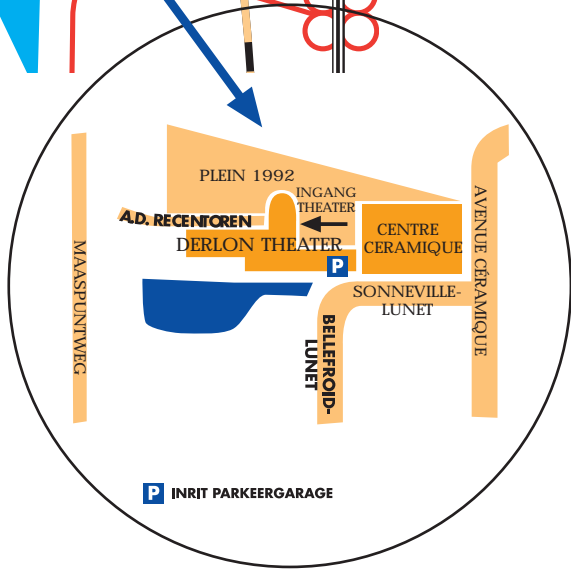 PLEIN 1992
INGANG
THEATER
A.D. RECENTOREN
DERLON THEATER
CENTRE
CERAMIQUE
P
SONNEVILLE-
LUNET
BELLEFROID-
LUNET
MAASPUNTWEG
AVENUE CÉRAMIQUE
P INRIT PARKEERGARAGE